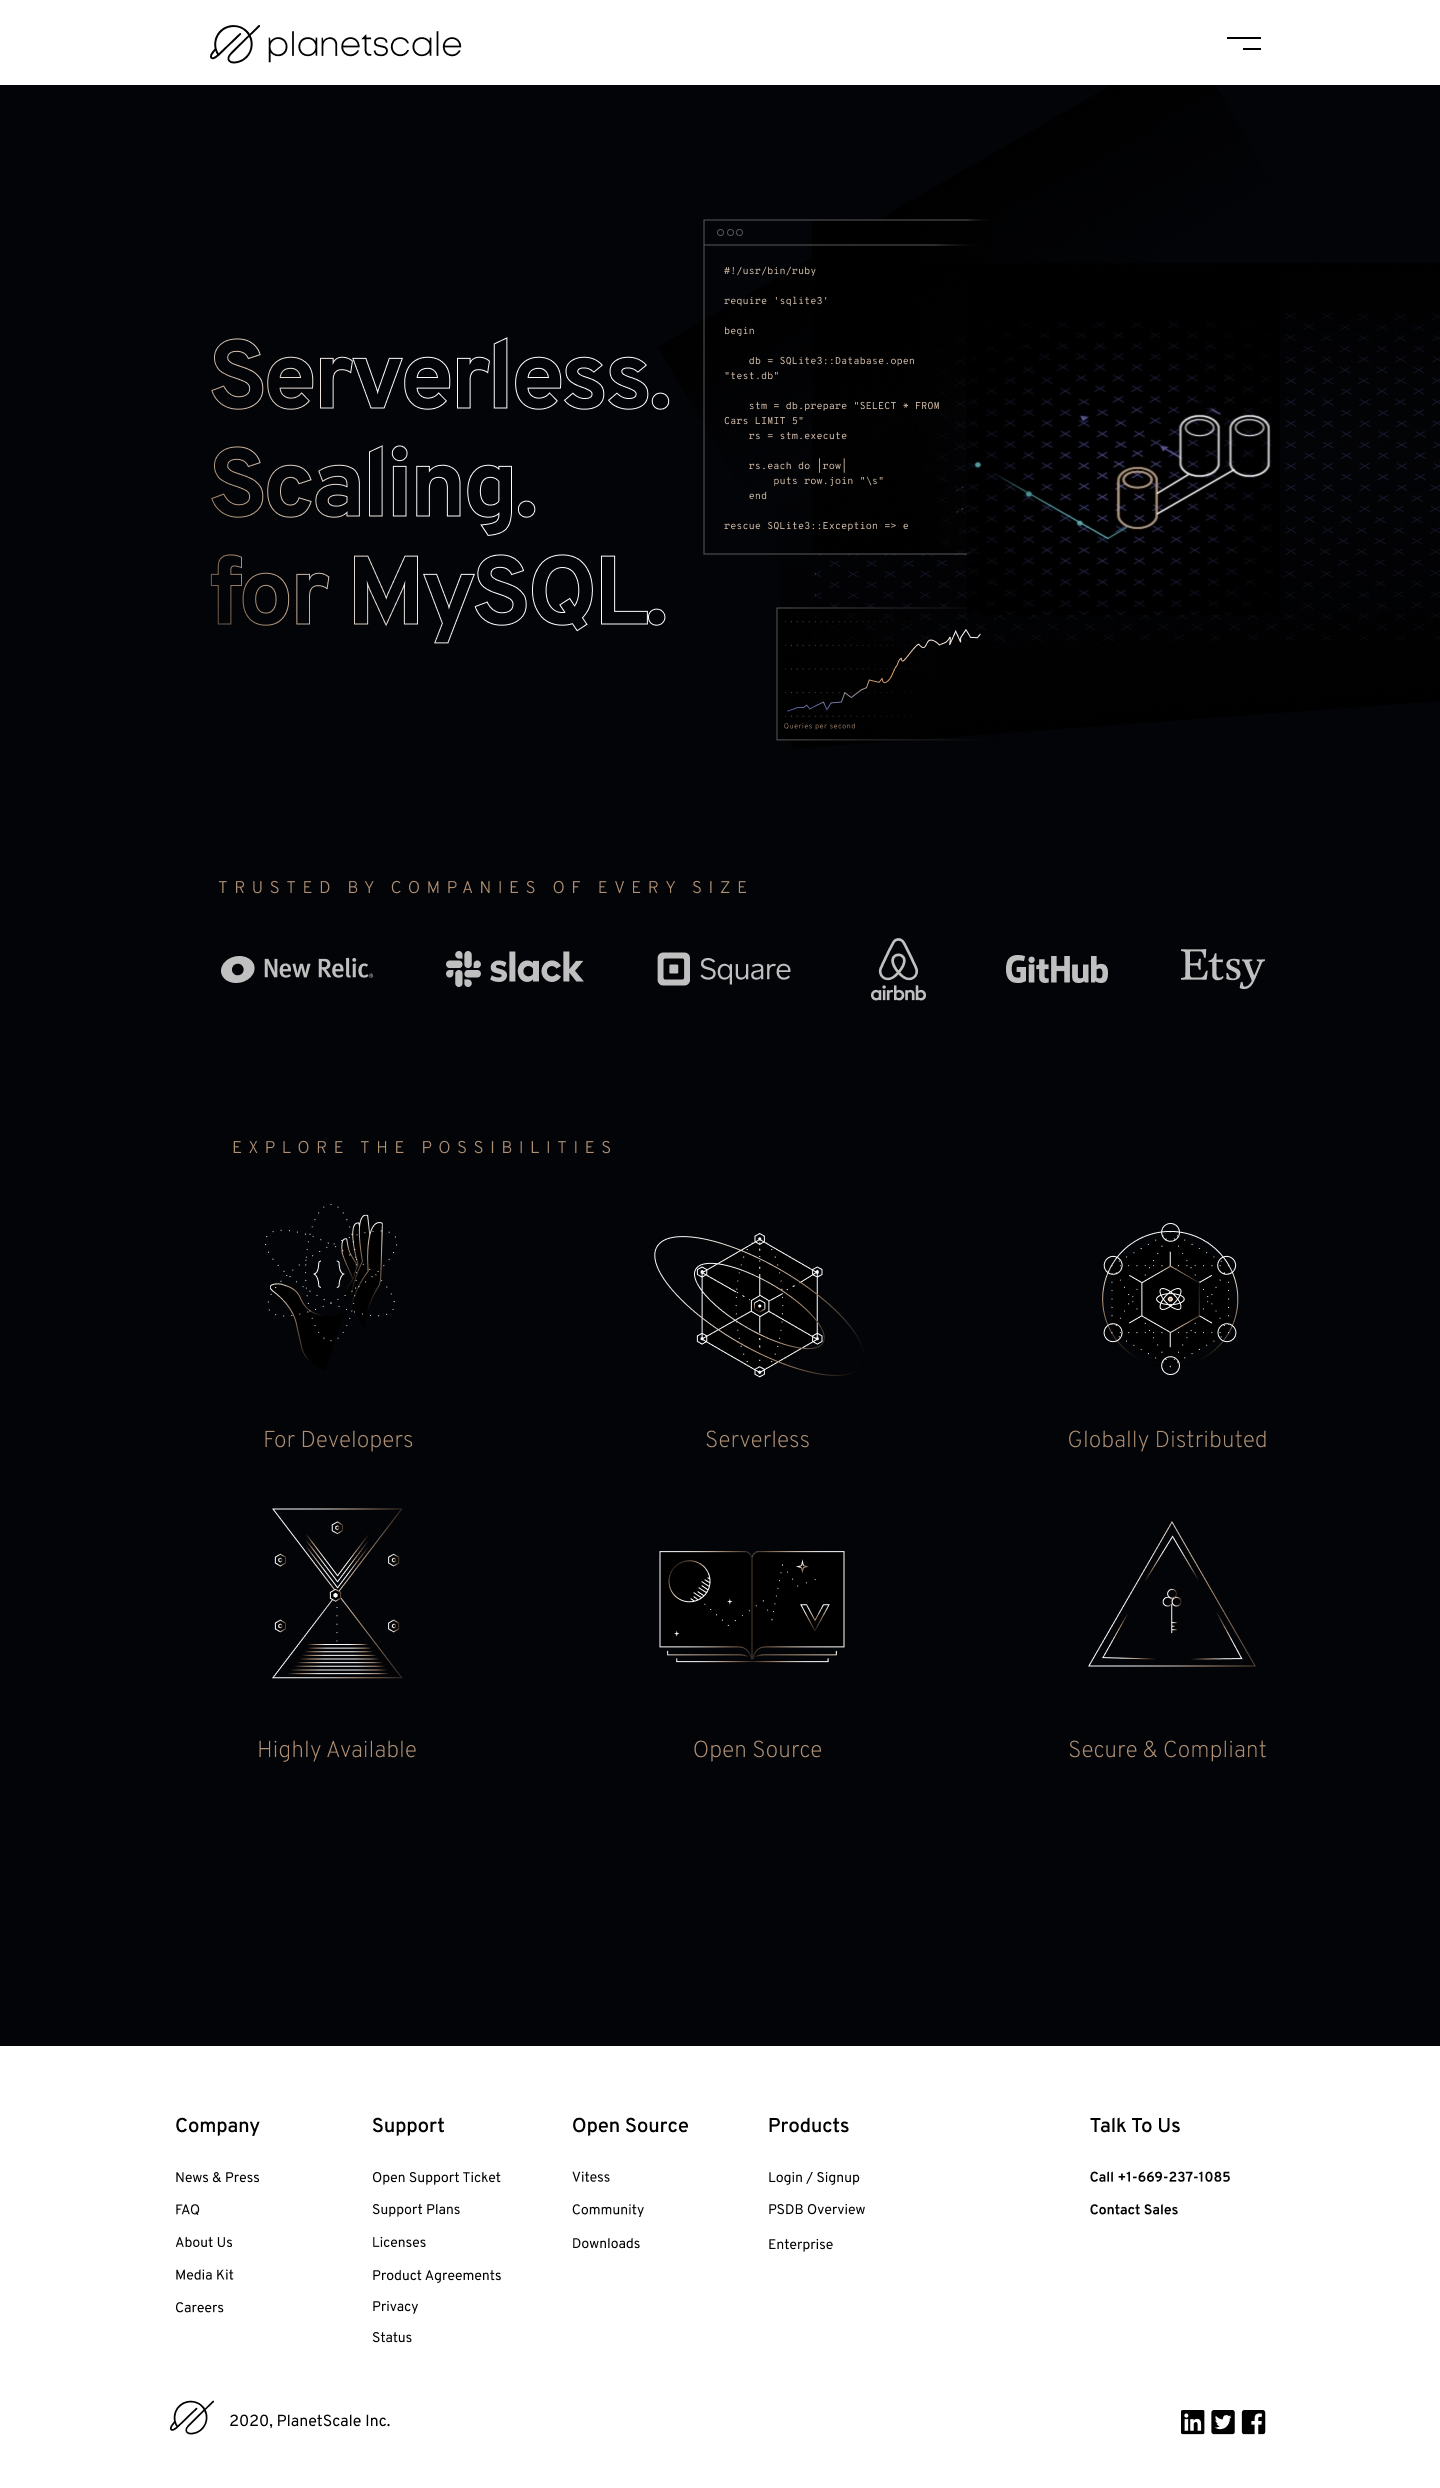 planetscale
Serverless.
Scaling.
for MySQL.
#!/usr/bin/ruby
require 'sqlite3'
begin
db = SQLite3::Database.open
"test.db"
stm = db.prepare "SELECT * FROM
Cars LIMIT 5"
rs = stm.execute
rs.each do |row|
puts row.join "\s"
end
rescue SQLite3::Exception => e
Queries per second
TRUSTED BY COMPANIES OF EVERY SIZE
New Relic
slack
Square
airbnb
GitHub
Etsy
EXPLORE THE POSSIBILITIES
{ }
For Developers
Serverless
Globally Distributed
Highly Available
Open Source
Secure & Compliant
Company
News & Press
FAQ
About Us
Media Kit
Careers
Support
Open Support Ticket
Support Plans
Licenses
Product Agreements
Privacy
Status
Open Source
Vitess
Community
Downloads
Products
Login / Signup
PSDB Overview
Enterprise
Talk To Us
Call +1-669-237-1085
Contact Sales
2020, PlanetScale Inc.
in